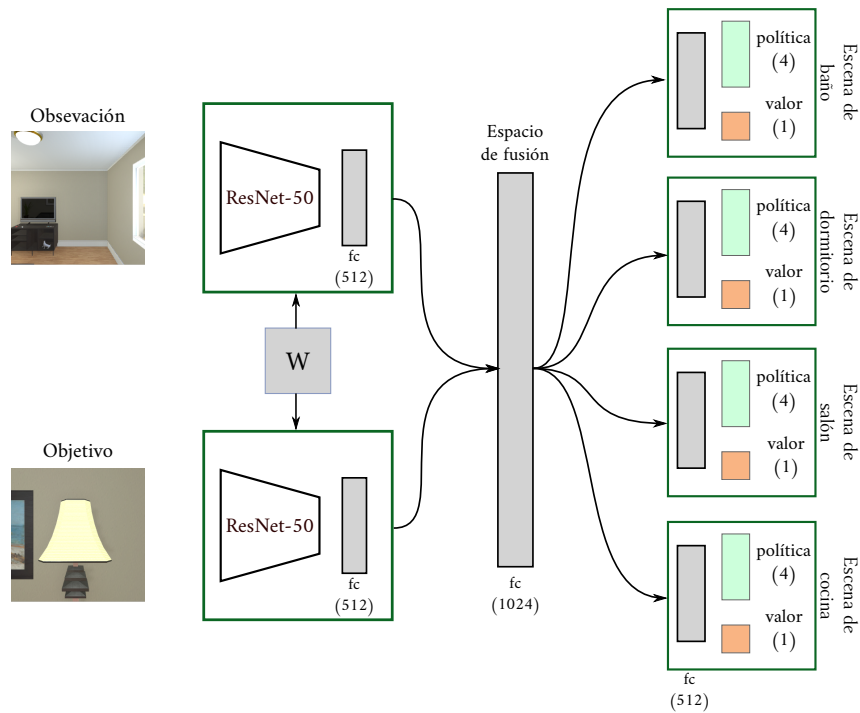 Obsevación
ResNet-50
fc
(512)
W
Objetivo
ResNet-50
fc
(512)
Espacio
de fusión
fc
(1024)
política
(4)
valor
(1)
Escena de
baño
política
(4)
valor
(1)
Escena de
dormitorio
política
(4)
valor
(1)
Escena de
salón
política
(4)
valor
(1)
Escena de
cocina
fc
(512)